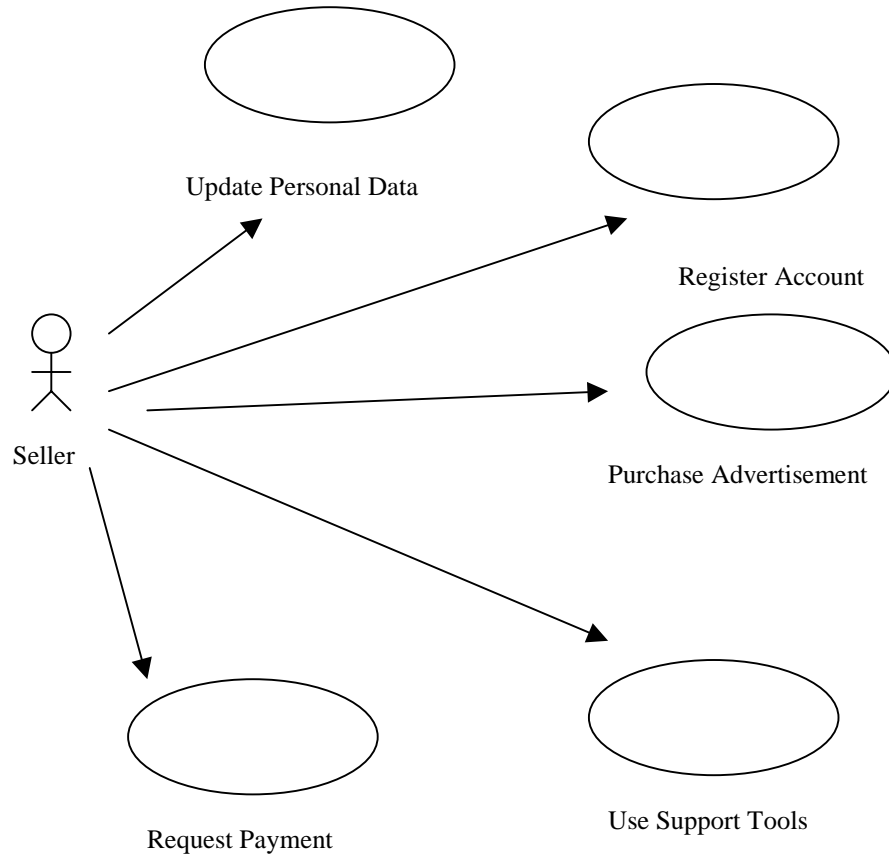 Update Personal Data
Register Account
Seller
Purchase Advertisement
Use Support Tools
Request Payment